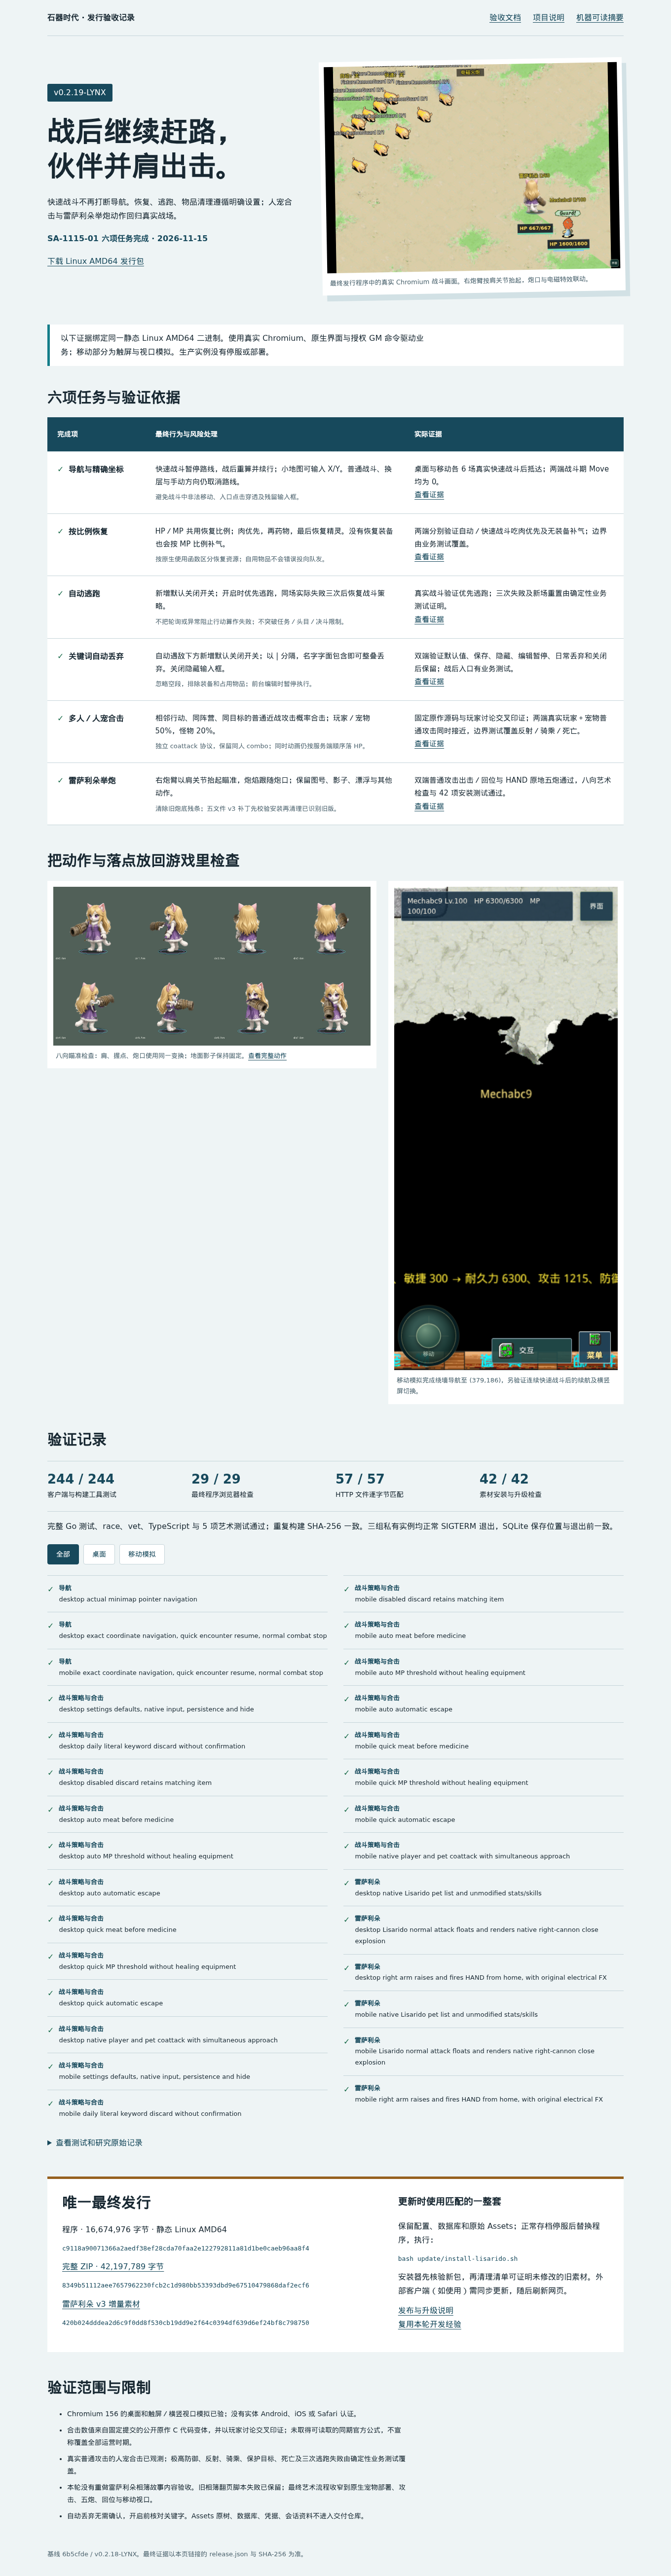 石器时代 · 发行验收记录
验收文档 项目说明 机器可读摘要
v0.2.19-LYNX
战后继续赶路，
伙伴并肩出击。
快速战斗不再打断导航。恢复、逃跑、物品清理遵循明确设置；人宠合
击与雷萨利朵举炮动作回归真实战场。
SA-1115-01 六项任务完成 · 2026-11-15
下载 Linux AMD64 发行包
HP 667/667
HP 1600/1600
最终发行程序中的真实 Chromium 战斗画面。右炮臂按肩关节抬起，炮口与电磁特效联动。
以下证据绑定同一静态 Linux AMD64 二进制。使用真实 Chromium、原生界面与授权 GM 命令驱动业
务；移动部分为触屏与视口模拟。生产实例没有停服或部署。
六项任务与验证依据
完成项 最终行为与风险处理 实际证据
✓ 导航与精确坐标
快速战斗暂停路线，战后重算并续行；小地图可输入 X/Y。普通战斗、换
层与手动方向仍取消路线。
避免战斗中非法移动、入口点击穿透及残留输入框。
桌面与移动各 6 场真实快速战斗后抵达；两端战斗期 Move
均为 0。
查看证据
✓ 按比例恢复
HP / MP 共用恢复比例；肉优先，再药物，最后恢复精灵。没有恢复装备
也会按 MP 比例补气。
按原生使用函数区分恢复资源；自用物品不会错误投向队友。
两端分别验证自动 / 快速战斗吃肉优先及无装备补气；边界
由业务测试覆盖。
查看证据
✓ 自动逃跑
新增默认关闭开关；开启时优先逃跑，同场实际失败三次后恢复战斗策
略。
不把轮询或异常阻止行动算作失败；不突破任务 / 头目 / 决斗限制。
真实战斗验证优先逃跑；三次失败及新场重置由确定性业务
测试证明。
查看证据
✓ 关键词自动丢弃
自动遇敌下方新增默认关闭开关；以 | 分隔，名字字面包含即可整叠丢
弃。关闭隐藏输入框。
忽略空段，排除装备和占用物品；前台编辑时暂停执行。
双端验证默认值、保存、隐藏、编辑暂停、日常丢弃和关闭
后保留；战后入口有业务测试。
查看证据
✓ 多人 / 人宠合击
相邻行动、同阵营、同目标的普通近战攻击概率合击；玩家 / 宠物
50%，怪物 20%。
独立 coattack 协议，保留同人 combo；同时动画仍按服务端顺序落 HP。
固定原作源码与玩家讨论交叉印证；两端真实玩家＋宠物普
通攻击同时接近，边界测试覆盖反射 / 骑乘 / 死亡。
查看证据
✓ 雷萨利朵举炮
右炮臂以肩关节抬起瞄准，炮焰跟随炮口；保留图号、影子、漂浮与其他
动作。
清除旧炮底残条；五文件 v3 补丁先校验安装再清理已识别旧版。
双端普通攻击出击 / 回位与 HAND 原地五炮通过，八向艺术
检查与 42 项安装测试通过。
查看证据
把动作与落点放回游戏里检查
八向瞄准检查：肩、握点、炮口使用同一变换；地面影子保持固定。查看完整动作
Mechabc9 Lv.100 HP 6300/6300 MP
100/100
界面
Mechabc9
、敏捷 300 → 耐久力 6300、攻击 1215、防御
移动
交互
菜单
移动模拟完成绕墙导航至 (379,186)，另验证连续快速战斗后的续航及横竖
屏切换。
验证记录
244 / 244
客户端与构建工具测试
29 / 29
最终程序浏览器检查
57 / 57
HTTP 文件逐字节匹配
42 / 42
素材安装与升级检查
完整 Go 测试、race、vet、TypeScript 与 5 项艺术测试通过；重复构建 SHA-256 一致。三组私有实例均正常 SIGTERM 退出，SQLite 保存位置与退出前一致。
全部 桌面 移动模拟
✓ 导航
desktop actual minimap pointer navigation
✓ 导航
desktop exact coordinate navigation, quick encounter resume, normal combat stop
✓ 导航
mobile exact coordinate navigation, quick encounter resume, normal combat stop
✓ 战斗策略与合击
desktop settings defaults, native input, persistence and hide
✓ 战斗策略与合击
desktop daily literal keyword discard without confirmation
✓ 战斗策略与合击
desktop disabled discard retains matching item
✓ 战斗策略与合击
desktop auto meat before medicine
✓ 战斗策略与合击
desktop auto MP threshold without healing equipment
✓ 战斗策略与合击
desktop auto automatic escape
✓ 战斗策略与合击
desktop quick meat before medicine
✓ 战斗策略与合击
desktop quick MP threshold without healing equipment
✓ 战斗策略与合击
desktop quick automatic escape
✓ 战斗策略与合击
desktop native player and pet coattack with simultaneous approach
✓ 战斗策略与合击
mobile settings defaults, native input, persistence and hide
✓ 战斗策略与合击
mobile daily literal keyword discard without confirmation
✓ 战斗策略与合击
mobile disabled discard retains matching item
✓ 战斗策略与合击
mobile auto meat before medicine
✓ 战斗策略与合击
mobile auto MP threshold without healing equipment
✓ 战斗策略与合击
mobile auto automatic escape
✓ 战斗策略与合击
mobile quick meat before medicine
✓ 战斗策略与合击
mobile quick MP threshold without healing equipment
✓ 战斗策略与合击
mobile quick automatic escape
✓ 战斗策略与合击
mobile native player and pet coattack with simultaneous approach
✓ 雷萨利朵
desktop native Lisarido pet list and unmodified stats/skills
✓ 雷萨利朵
desktop Lisarido normal attack floats and renders native right-cannon close
explosion
✓ 雷萨利朵
desktop right arm raises and fires HAND from home, with original electrical FX
✓ 雷萨利朵
mobile native Lisarido pet list and unmodified stats/skills
✓ 雷萨利朵
mobile Lisarido normal attack floats and renders native right-cannon close
explosion
✓ 雷萨利朵
mobile right arm raises and fires HAND from home, with original electrical FX
▶ 查看测试和研究原始记录
唯一最终发行
程序 · 16,674,976 字节 · 静态 Linux AMD64
c9118a90071366a2aedf38ef28cda70faa2e122792811a81d1be0caeb96aa8f4
完整 ZIP · 42,197,789 字节
8349b51112aee7657962230fcb2c1d980bb53393dbd9e67510479868daf2ecf6
雷萨利朵 v3 增量素材
420b024dddea2d6c9f0dd8f530cb19dd9e2f64c0394df639d6ef24bf8c798750
更新时使用匹配的一整套
保留配置、数据库和原始 Assets；正常存档停服后替换程
序，执行：
bash update/install-lisarido.sh
安装器先核验新包，再清理清单可证明未修改的旧素材。外
部客户端（如使用）需同步更新，随后刷新网页。
发布与升级说明
复用本轮开发经验
验证范围与限制
• Chromium 156 的桌面和触屏 / 横竖视口模拟已验；没有实体 Android、iOS 或 Safari 认证。
• 合击数值来自固定提交的公开原作 C 代码变体，并以玩家讨论交叉印证；未取得可读取的同期官方公式，不宣
称覆盖全部运营时期。
• 真实普通攻击的人宠合击已观测；极高防御、反射、骑乘、保护目标、死亡及三次逃跑失败由确定性业务测试覆
盖。
• 本轮没有重做雷萨利朵相簿故事内容验收。旧相簿翻页脚本失败已保留；最终艺术流程收窄到原生宠物部署、攻
击、五炮、回位与移动视口。
• 自动丢弃无需确认，开启前核对关键字。Assets 原树、数据库、凭据、会话资料不进入交付仓库。
基线 6b5cfde / v0.2.18-LYNX。最终证据以本页链接的 release.json 与 SHA-256 为准。